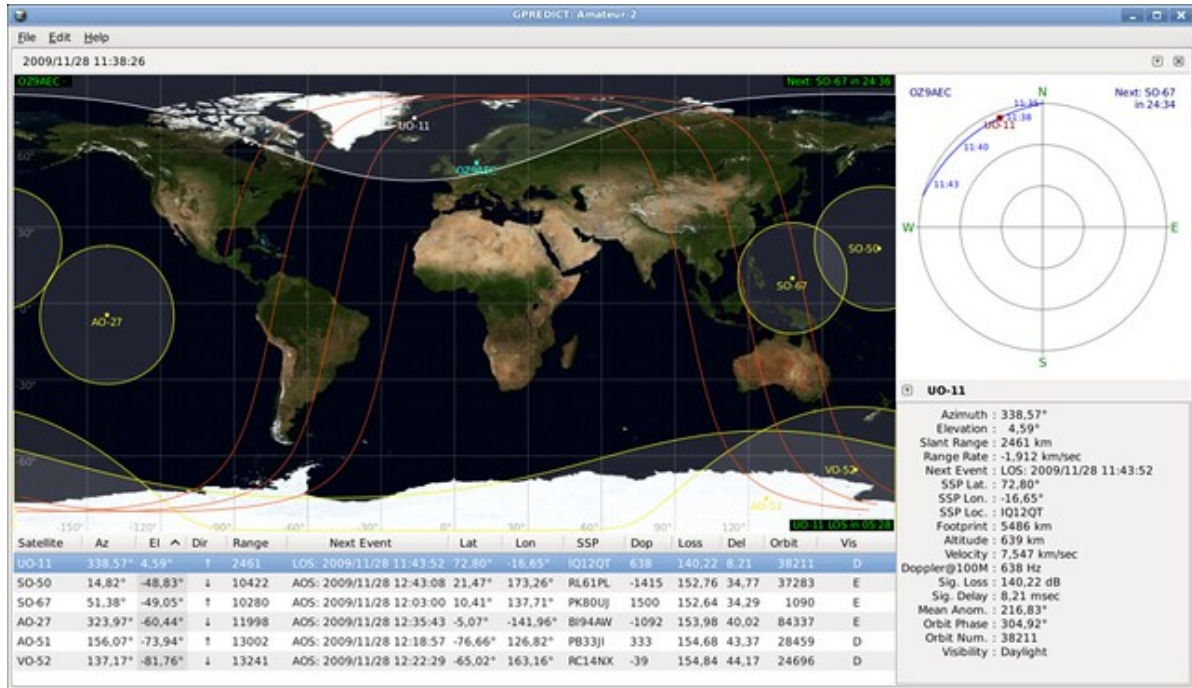 GPREDICT: Amateur-2
File Edit Help
2009/11/28 11:38:26
OZ9AEC -
Next: SO-67 in 24:36
UO-11
OZ9AEC
60°
30°
0°
-30°
-60°
AO-27
SO-50
SO-67
VO-52
AO-51
-150° -120° -90° -60° -30° 0° 30° 60° 90° 120°
UO-11 LOS in 05:28
OZ9AEC
N
Next: SO-67
in 24:34
11:35
11:38
UO-11
11:40
11:43
W
E
S
UO-11
Azimuth : 338,57°
Elevation : 4,59°
Slant Range : 2461 km
Range Rate : -1,912 km/sec
Next Event : LOS: 2009/11/28 11:43:52
SSP Lat. : 72,80°
SSP Lon. : -16,65°
SSP Loc. : IQ12QT
Footprint : 5486 km
Altitude : 639 km
Velocity : 7,547 km/sec
Doppler@100M : 638 Hz
Sig. Loss : 140,22 dB
Sig. Delay : 8,21 msec
Mean Anom. : 216,83°
Orbit Phase : 304,92°
Orbit Num. : 38211
Visibility : Daylight
Satellite Az El Dir Range Next Event Lat Lon SSP Dop Loss Del Orbit Vis
UO-11 338,57° 4,59° ↑ 2461 LOS: 2009/11/28 11:43:52 72,80° -16,65° IQ12QT 638 140,22 8,21 38211 D
SO-50 14,82° -48,83° ↓ 10422 AOS: 2009/11/28 12:43:08 21,47° 173,26° RL61PL -1415 152,76 34,77 37283 E
SO-67 51,38° -49,05° ↑ 10280 AOS: 2009/11/28 12:03:00 10,41° 137,71° PK80UJ 1500 152,64 34,29 1090 E
AO-27 323,97° -60,44° ↓ 11998 AOS: 2009/11/28 12:35:43 -5,07° -141,96° BI94AW -1092 153,98 40,02 84337 E
AO-51 156,07° -73,94° ↑ 13002 AOS: 2009/11/28 12:18:57 -76,66° 126,82° PB33JI 333 154,68 43,37 28459 D
VO-52 137,17° -81,76° ↓ 13241 AOS: 2009/11/28 12:22:29 -65,02° 163,16° RC14NX -39 154,84 44,17 24696 D